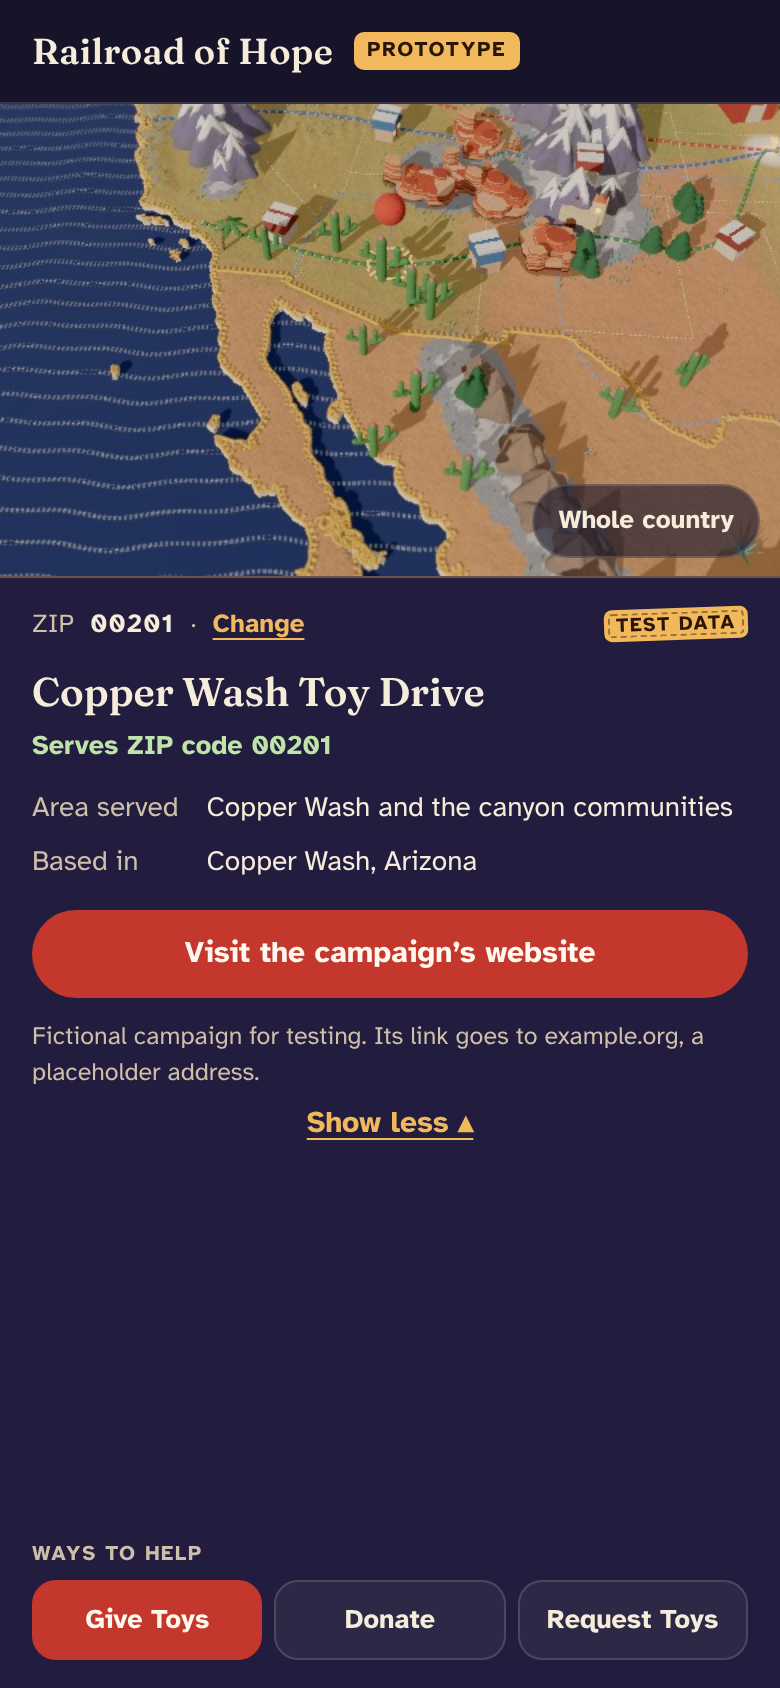 Railroad of Hope PROTOTYPE
Whole country
ZIP 00201 · Change
TEST DATA
Copper Wash Toy Drive
Serves ZIP code 00201
Area served Copper Wash and the canyon communities
Based in Copper Wash, Arizona
Visit the campaign’s website
Fictional campaign for testing. Its link goes to example.org, a
placeholder address.
Show less ▲
WAYS TO HELP
Give Toys
Donate
Request Toys